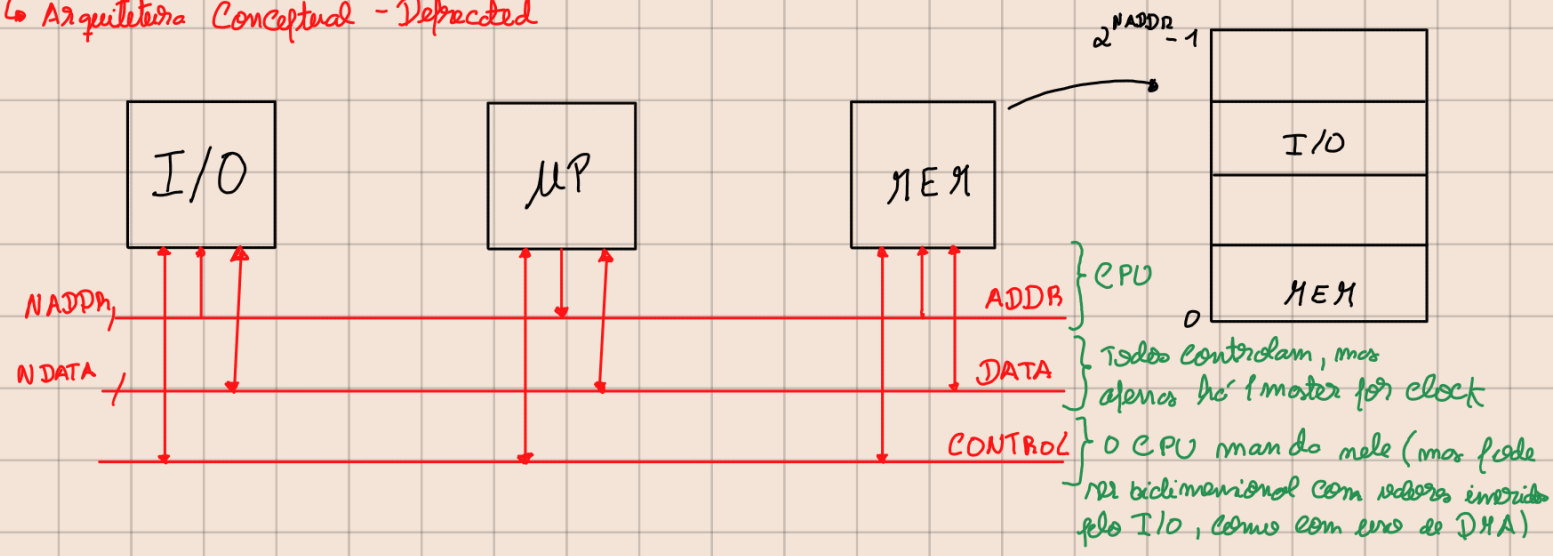 ↳ Arquitetura Conceptual - Deprecated
2^NADDR - 1
I/O
μP
MEM
I/O
MEM
0
NADDR
ADDR
} CPU
NDATA
DATA
} Todos controlam, mas
apenas há 1 master por clock
CONTROL
} O CPU manda nele (mas pode
ser bidimensional com valores inseridos
pelo I/O, como com uso de DMA)